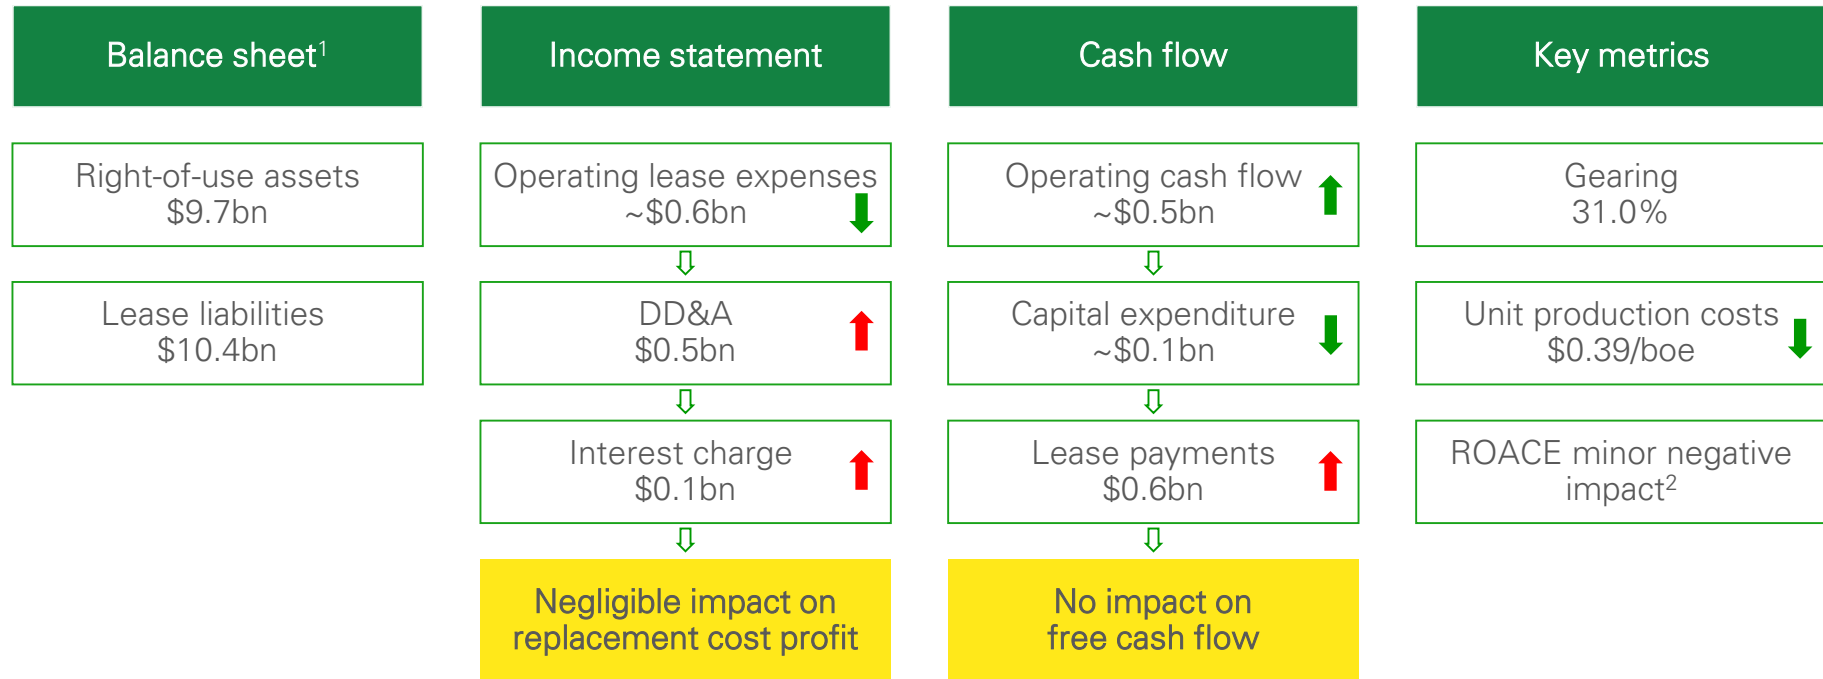 Balance sheet¹
Right-of-use assets
$9.7bn
Lease liabilities
$10.4bn
Income statement
Operating lease expenses
~$0.6bn
DD&A
$0.5bn
Interest charge
$0.1bn
Negligible impact on
replacement cost profit
Cash flow
Operating cash flow
~$0.5bn
Capital expenditure
~$0.1bn
Lease payments
$0.6bn
No impact on
free cash flow
Key metrics
Gearing
31.0%
Unit production costs
$0.39/boe
ROACE minor negative
impact²